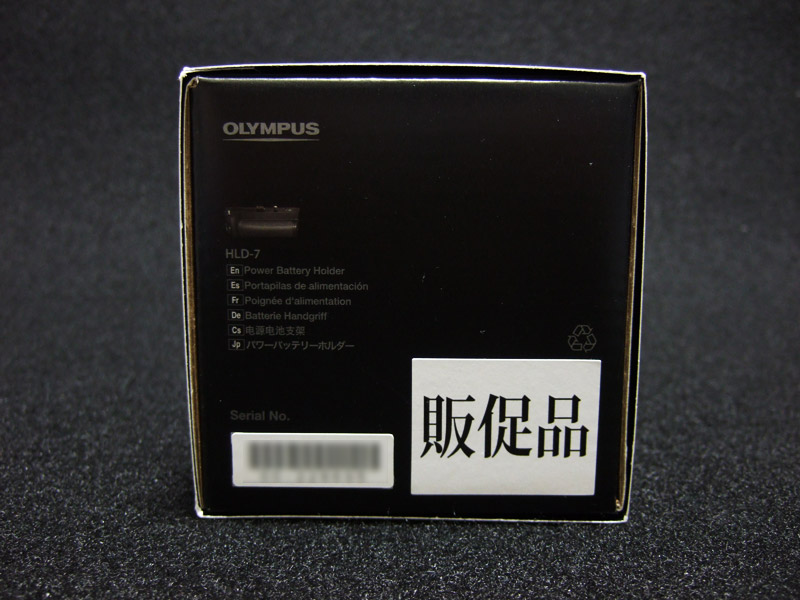 OLYMPUS
HLD-7
En Power Battery Holder
Es Portapilas de alimentación
Fr Poignée d'alimentation
De Batterie Handgriff
Cs 电源电池支架
Jp パワーバッテリーホルダー
Serial No.
販促品